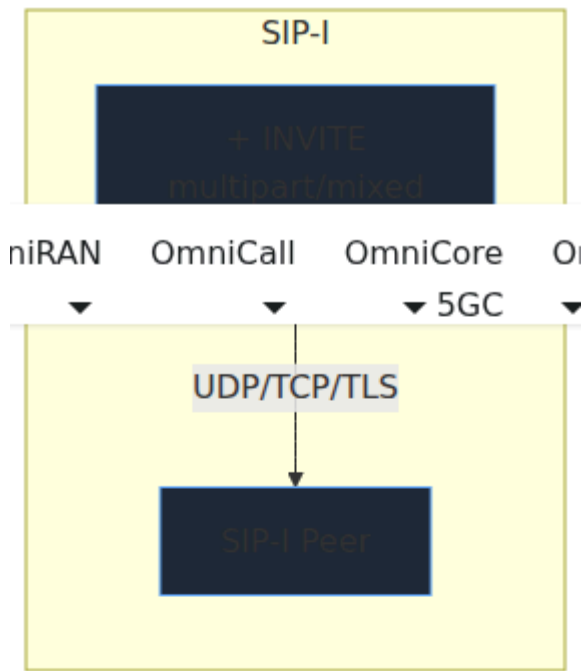 SIP-I
+ INVITE
multipart/mixed
niRAN OmniCall OmniCore
5GC
UDP/TCP/TLS
SIP-I Peer